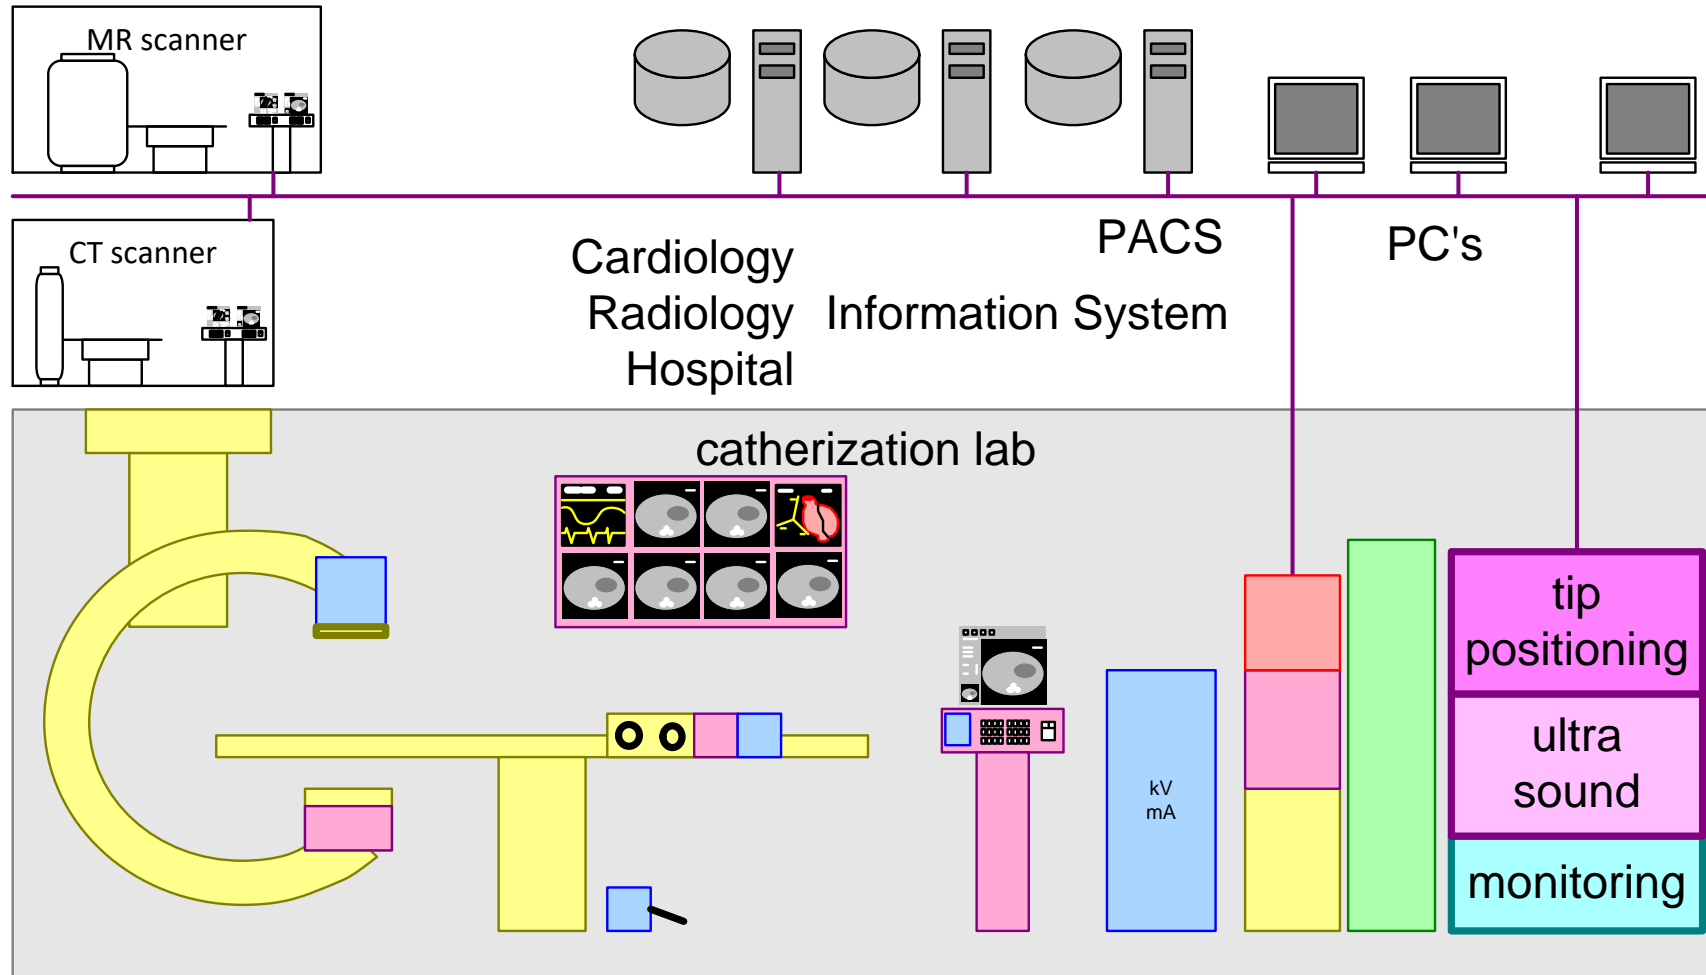 MR scanner
CT scanner
Cardiology
Radiology
Hospital
Information System
PACS
PC's
catherization lab
kV
mA
tip
positioning
ultra
sound
monitoring